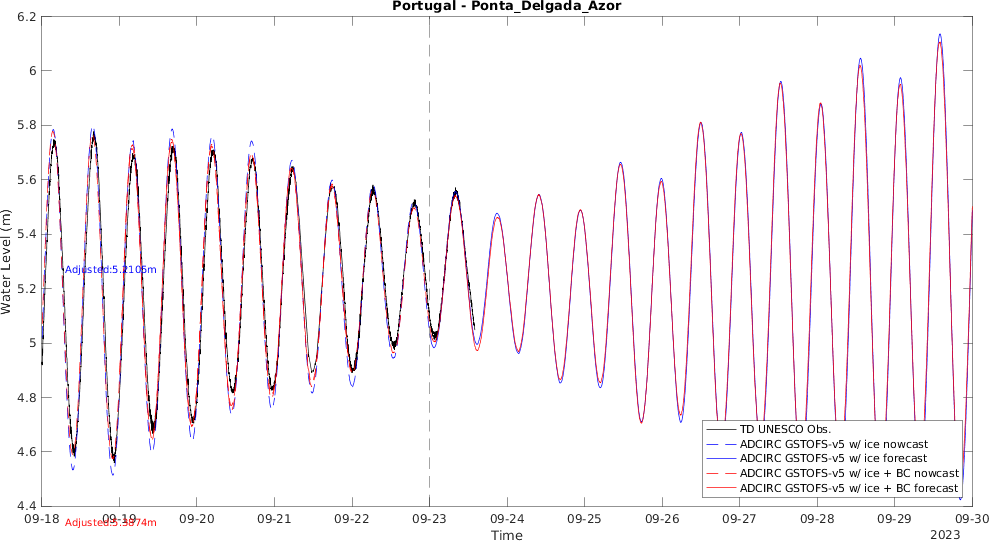 Portugal - Ponta_Delgada_Azor
6.2
6
5.8
5.6
5.4
5.2
5
4.8
4.6
4.4
Water Level (m)
Adjusted:5.2105m
Adjusted:5.3874m
TD UNESCO Obs.
ADCIRC GSTOFS-v5 w/ ice nowcast
ADCIRC GSTOFS-v5 w/ ice forecast
ADCIRC GSTOFS-v5 w/ ice + BC nowcast
ADCIRC GSTOFS-v5 w/ ice + BC forecast
09-18 09-19 09-20 09-21 09-22 09-23 09-24 09-25 09-26 09-27 09-28 09-29 09-30
Time
2023